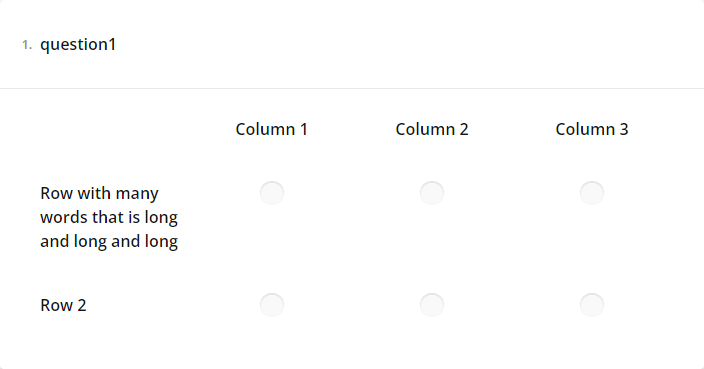 1. question1
Column 1 Column 2 Column 3
Row with many
words that is long
and long and long
Row 2